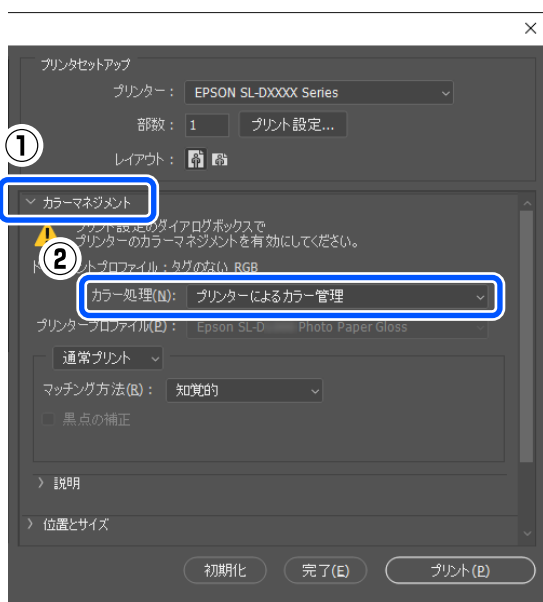 プリンタセットアップ
プリンター： EPSON SL-DXXXX Series
部数： 1 プリント設定...
①
レイアウト：
カラーマネジメント
プリント設定のダイアログボックスで
プリンターのカラーマネジメントを有効にしてください。
②
トプロファイル：タグのない RGB
カラー処理(N): プリンターによるカラー管理
プリンタープロファイル(P)： Epson SL-D Photo Paper Gloss
通常プリント
マッチング方法(R)： 知覚的
黒点の補正
説明
位置とサイズ
初期化 完了(E) プリント(P)